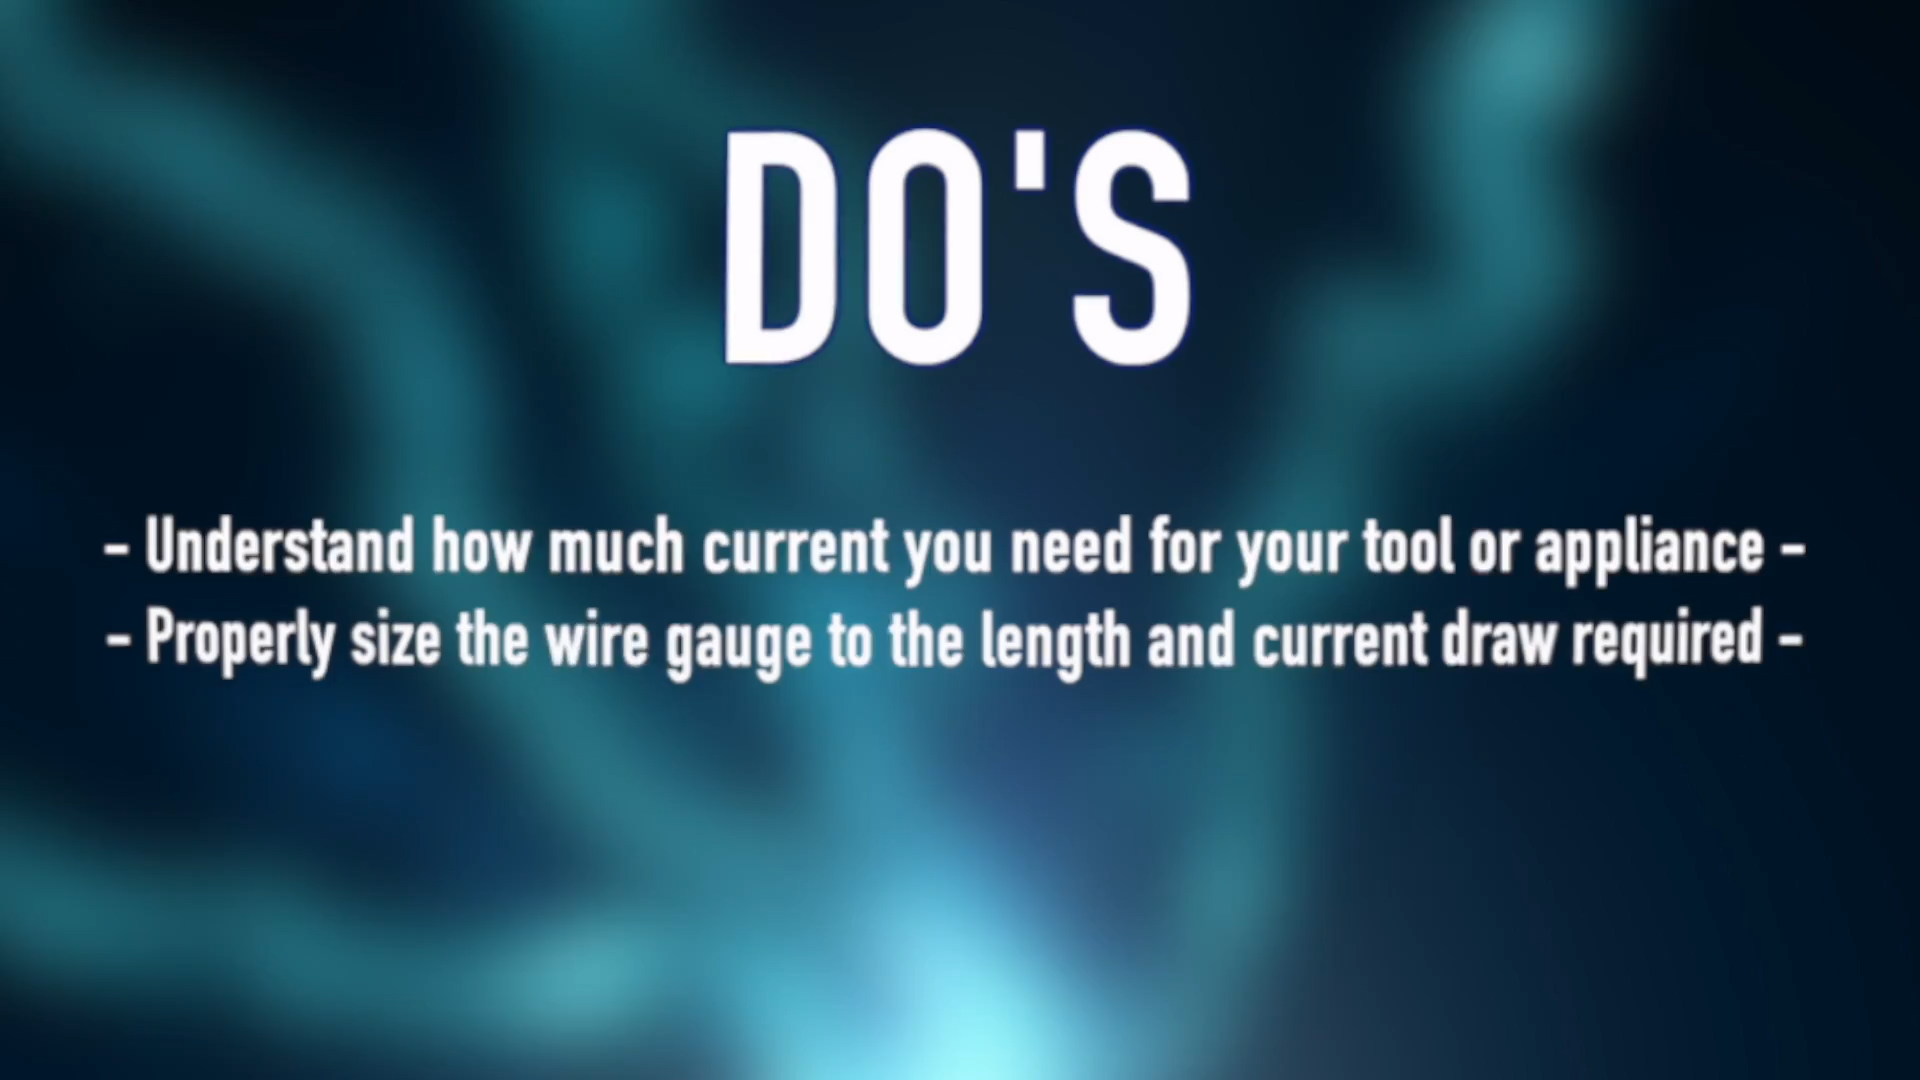 DO'S
- Understand how much current you need for your tool or appliance -
- Properly size the wire gauge to the length and current draw required -